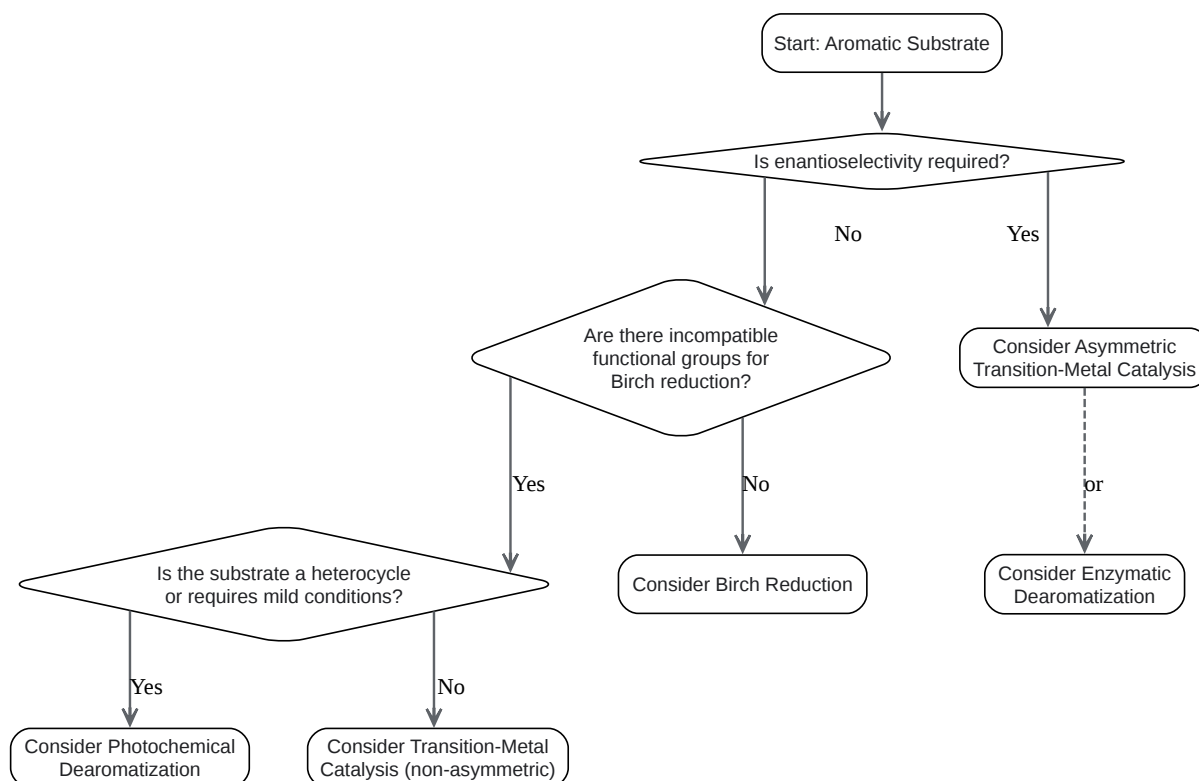 Start: Aromatic Substrate
Is enantioselectivity required?
No
Yes
Are there incompatible
functional groups for
Birch reduction?
Consider Asymmetric
Transition-Metal Catalysis
Yes
No
or
Is the substrate a heterocycle
or requires mild conditions?
Consider Birch Reduction
Consider Enzymatic
Dearomatization
Yes
No
Consider Photochemical
Dearomatization
Consider Transition-Metal
Catalysis (non-asymmetric)